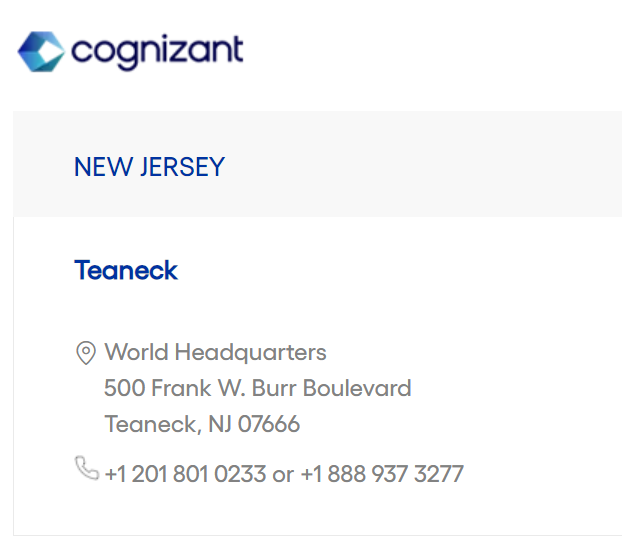 cognizant
NEW JERSEY
Teaneck
World Headquarters
500 Frank W. Burr Boulevard
Teaneck, NJ 07666
+1 201 801 0233 or +1 888 937 3277